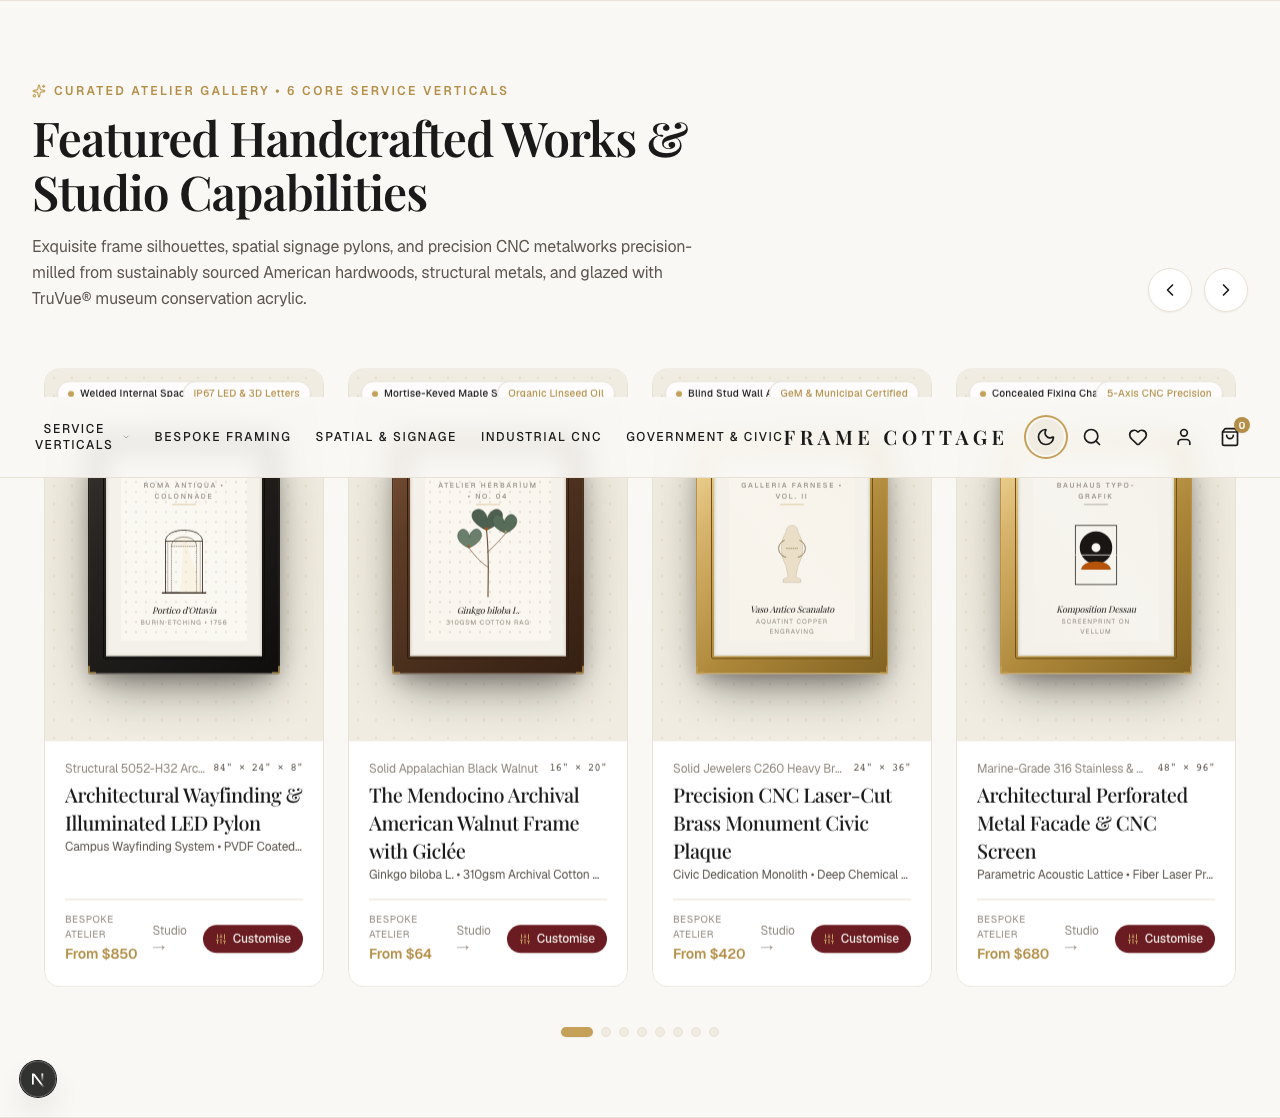 CURATED ATELIER GALLERY • 6 CORE SERVICE VERTICALS
Featured Handcrafted Works &
Studio Capabilities
Exquisite frame silhouettes, spatial signage pylons, and precision CNC metalworks precision-
milled from sustainably sourced American hardwoods, structural metals, and glazed with
TruVue® museum conservation acrylic.
Welded Internal Spac IP67 LED & 3D Letters
Mortise-Keyed Maple S Organic Linseed Oil
Blind Stud Wall A GeM & Municipal Certified
Concealed Fixing Cha 5-Axis CNC Precision
SERVICE
VERTICALS
BESPOKE FRAMING
SPATIAL & SIGNAGE
INDUSTRIAL CNC
GOVERNMENT & CIVIC
FRAME COTTAGE
0
ROMA ANTIQUA •
COLONNADE
Portico d'Ottavia
BURIN ETCHING • 1756
ATELIER HERBARIUM
• NO. 04
Ginkgo biloba L.
310GSM COTTON RAG
GALLERIA FARNESE •
VOL. II
Vaso Antico Scanalato
AQUATINT COPPER
ENGRAVING
BAUHAUS TYPO-
GRAFIK
Komposition Dessau
SCREENPRINT ON
VELLUM
Structural 5052-H32 Arc... 84" × 24" × 8"
Architectural Wayfinding &
Illuminated LED Pylon
Campus Wayfinding System • PVDF Coated...
BESPOKE
ATELIER
From $850
Studio
→
Customise
Solid Appalachian Black Walnut 16" × 20"
The Mendocino Archival
American Walnut Frame
with Giclée
Ginkgo biloba L. • 310gsm Archival Cotton ...
BESPOKE
ATELIER
From $64
Studio
→
Customise
Solid Jewelers C260 Heavy Br... 24" × 36"
Precision CNC Laser-Cut
Brass Monument Civic
Plaque
Civic Dedication Monolith • Deep Chemical ...
BESPOKE
ATELIER
From $420
Studio
→
Customise
Marine-Grade 316 Stainless & ... 48" × 96"
Architectural Perforated
Metal Facade & CNC
Screen
Parametric Acoustic Lattice • Fiber Laser Pr...
BESPOKE
ATELIER
From $680
Studio
→
Customise
N